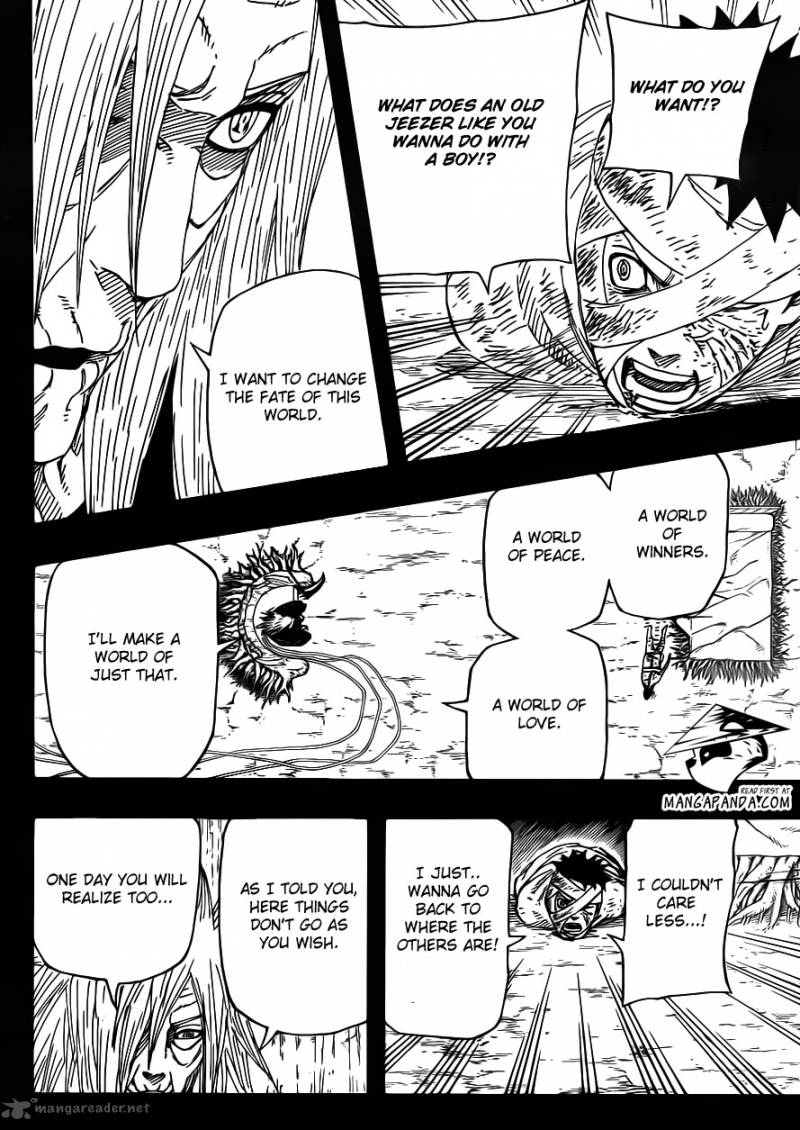 WHAT DO YOU
WANT!?
WHAT DOES AN OLD
JEEZER LIKE YOU
WANNA DO WITH
A BOY!?
I WANT TO CHANGE
THE FATE OF THIS
WORLD.
A WORLD OF
WINNERS.
A WORLD
OF PEACE.
A WORLD OF
LOVE.
I'LL MAKE A
WORLD OF
JUST THAT.
READ FIRST AT
MANGAPANDA.COM
I COULDN'T
CARE
LESS...!
I JUST..
WANNA GO
BACK TO
WHERE THE
OTHERS ARE!
AS I TOLD YOU,
HERE THINGS
DON'T GO AS
YOU WISH.
ONE DAY YOU WILL
REALIZE TOO...
mangareader.net